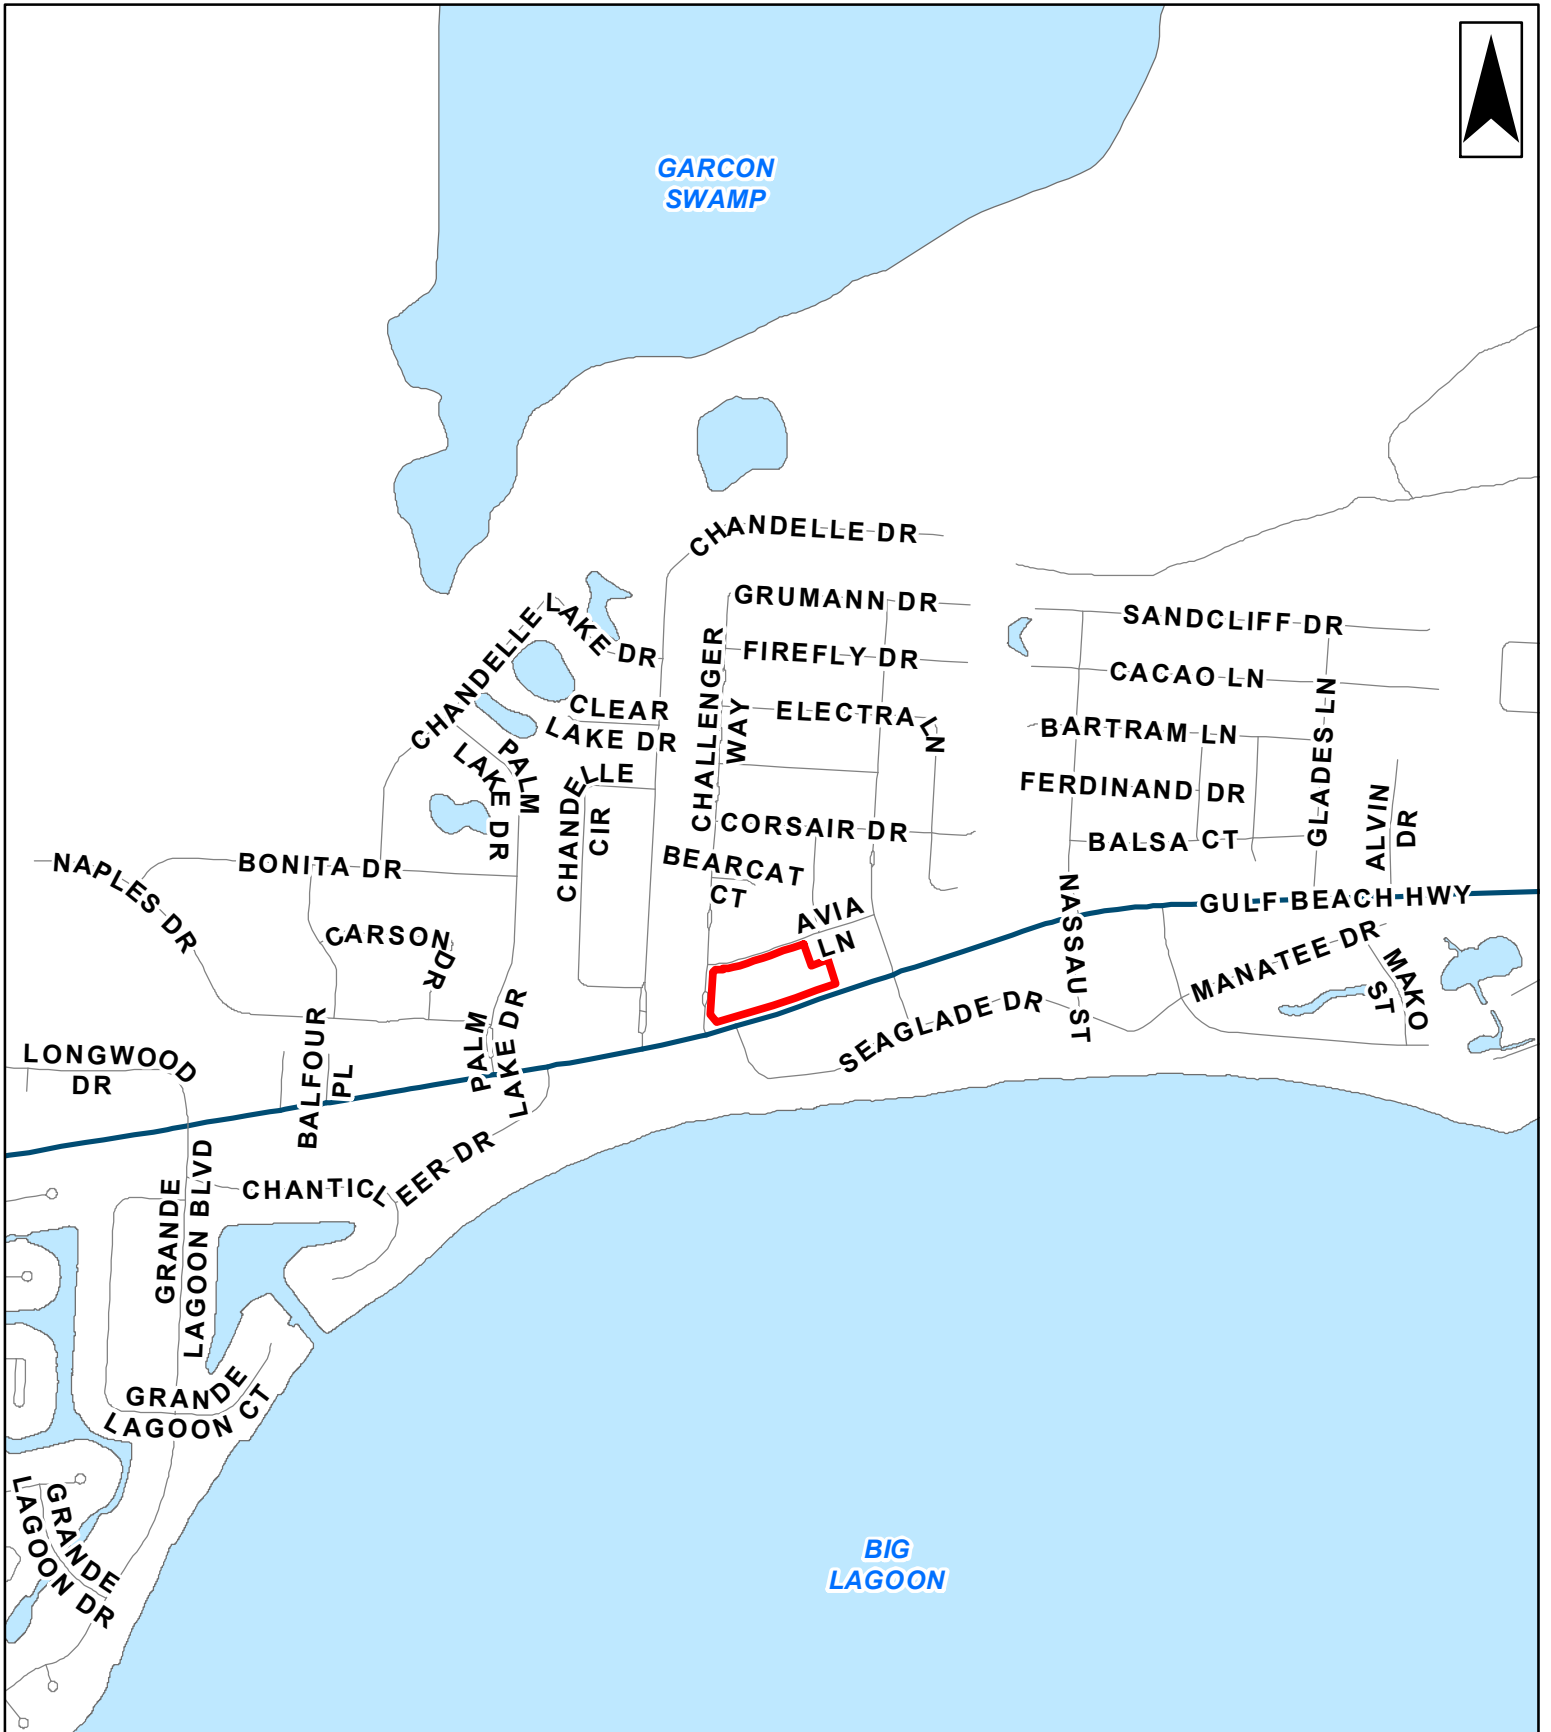 GARCON
SWAMP
CHANDELLE DR
GRUMANN DR
SANDCLIFF DR
CHANDELLE
LAKE DR
FIREFLY DR
CACAO LN
CLEAR
LAKE DR
CHALLENGER
WAY
ELECTRA LN
BARTRAM LN
GLADES LN
PALM
LAKE DR
CHANDELLE
CIR
FERDINAND DR
ALVIN
DR
CORSAIR DR
BALSA CT
BEARCAT
CT
NAPLES DR
BONITA DR
AVIA
LN
GULF BEACH HWY
NASSAU ST
CARSON DR
MANATEE DR
MAKO
ST
SEAGLADE DR
PALM
LAKE DR
BALFOUR
PL
LONGWOOD
DR
CHANTICLEER DR
GRANDE
LAGOON BLVD
GRANDE
LAGOON CT
GRANDE
LAGOON DR
BIG
LAGOON